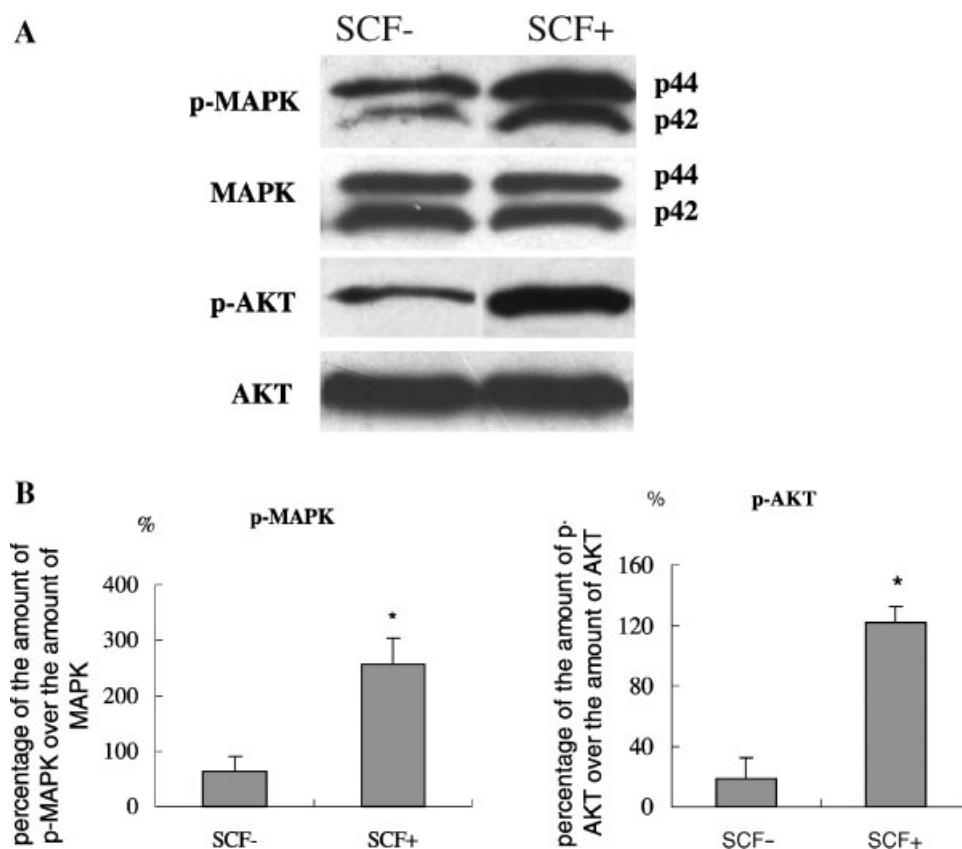 A
SCF- SCF+
p-MAPK
p44
p42
MAPK
p44
p42
p-AKT
AKT
B
% p-MAPK
percentage of the amount of
p-MAPK over the amount of
MAPK
400
300
200
100
0
SCF- SCF+
*
% p-AKT
percentage of the amount of p-
AKT over the amount of AKT
160
120
80
40
0
SCF- SCF+
*